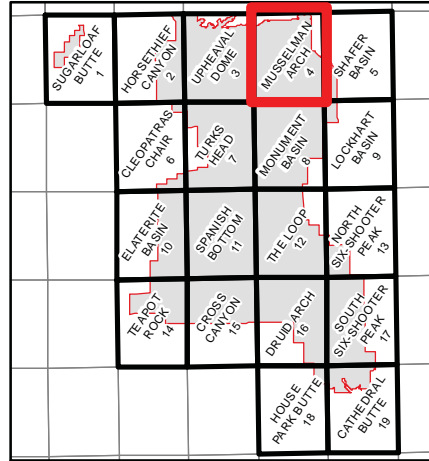 SUGARLOAF
BUTTE
1
HORSETHIEF
CANYON
2
UPHEAVAL
DOME
3
MUSSELMAN
ARCH
4
SHAFER
BASIN
5
CLEOPATRAS
CHAIR
6
TURKS
HEAD
7
MONUMENT
BASIN
8
LOCKHART
BASIN
9
ELATERITE
BASIN
10
SPANISH
BOTTOM
11
THE LOOP
12
NORTH
SIX-SHOOTER
PEAK
13
TEAPOT
ROCK
14
CROSS
CANYON
15
DRUID ARCH
16
SOUTH
SIX-SHOOTER
PEAK
17
HOUSE
PARK BUTTE
18
CATHEDRAL
BUTTE
19